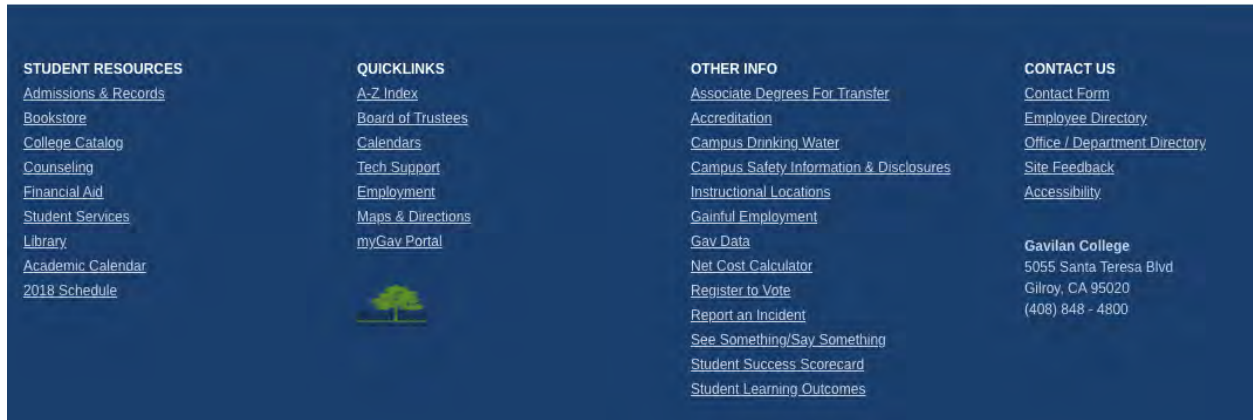 STUDENT RESOURCES
Admissions & Records
Bookstore
College Catalog
Counseling
Financial Aid
Student Services
Library
Academic Calendar
2018 Schedule
QUICKLINKS
A-Z Index
Board of Trustees
Calendars
Tech Support
Employment
Maps & Directions
myGav Portal
OTHER INFO
Associate Degrees For Transfer
Accreditation
Campus Drinking Water
Campus Safety Information & Disclosures
Instructional Locations
Gainful Employment
Gav Data
Net Cost Calculator
Register to Vote
Report an Incident
See Something/Say Something
Student Success Scorecard
Student Learning Outcomes
CONTACT US
Contact Form
Employee Directory
Office / Department Directory
Site Feedback
Accessibility
Gavilan College
5055 Santa Teresa Blvd
Gilroy, CA 95020
(408) 848 - 4800